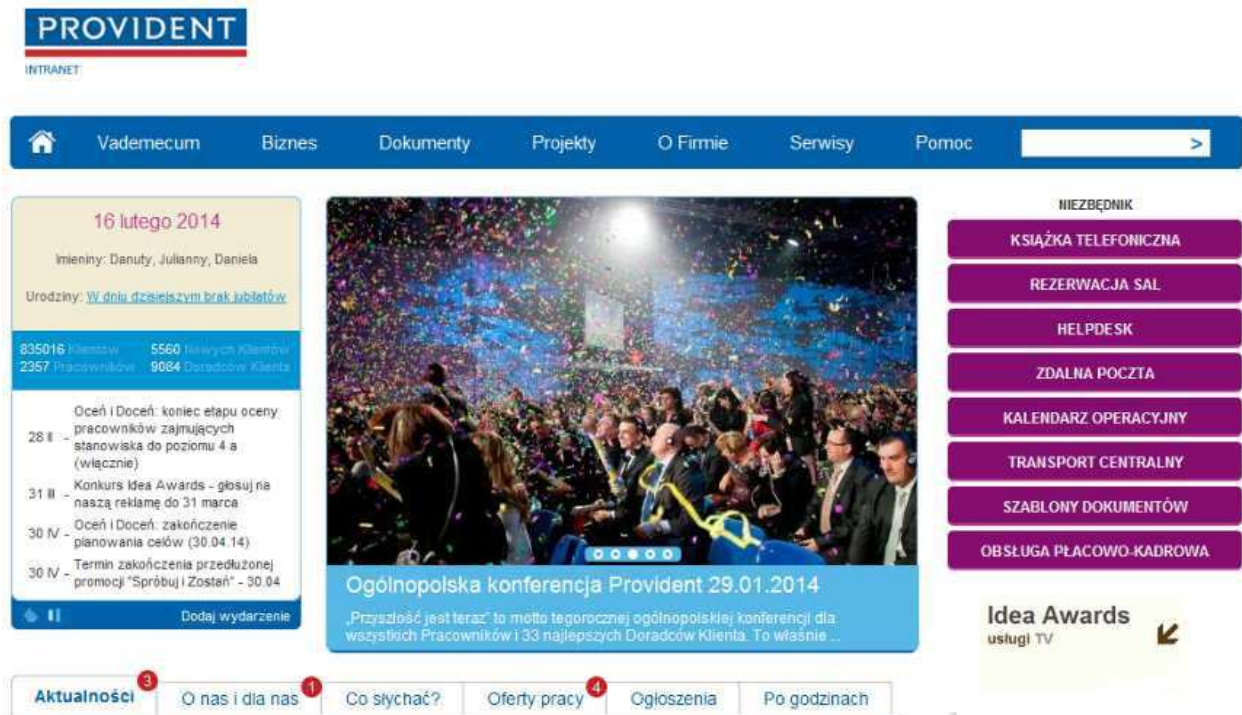 PROVIDENT
INTRANET
Vademecum Biznes Dokumenty Projekty O Firmie Serwisy Pomoc >
16 lutego 2014
Imieniny: Danuty, Julianny, Daniela
Urodziny: W dniu dzisiejszym brak jubilatów
835016 Klientów 5560 Nowych Klientów
2357 Pracowników 9084 Doradców Klienta
28 II - Oceń i Doceń: koniec etapu oceny
pracowników zajmujących
stanowiska do poziomu 4 a
(włącznie)
31 III - Konkurs Idea Awards - głosuj na
naszą reklamę do 31 marca
30 IV - Oceń i Doceń: zakończenie
planowania celów (30.04.14)
30 IV - Termin zakończenia przedłużonej
promocji "Spróbuj i Zostań" - 30.04
Dodaj wydarzenie
Ogólnopolska konferencja Provident 29.01.2014
„Przyszłość jest teraz" to motto tegorocznej ogólnopolskiej konferencji dla
wszystkich Pracowników i 33 najlepszych Doradców Klienta. To właśnie ...
NIEZBĘDNIK
KSIĄŻKA TELEFONICZNA
REZERWACJA SAL
HELPDESK
ZDALNA POCZTA
KALENDARZ OPERACYJNY
TRANSPORT CENTRALNY
SZABLONY DOKUMENTÓW
OBSŁUGA PŁACOWO-KADROWA
Idea Awards
usługi TV
Aktualności 3 O nas i dla nas 1 Co słychać? Oferty pracy 4 Ogłoszenia Po godzinach